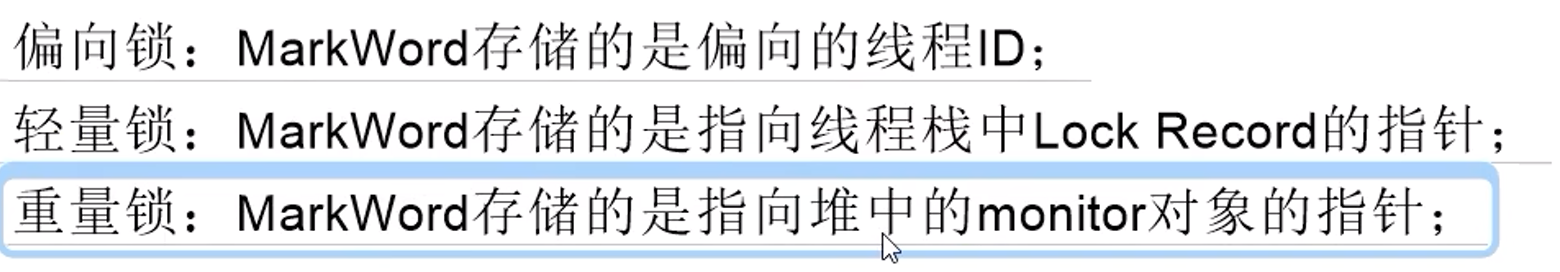 偏向锁：MarkWord存储的是偏向的线程ID；
轻量锁：MarkWord存储的是指向线程栈中Lock Record的指针；
重量锁：MarkWord存储的是指向堆中的monitor对象的指针；